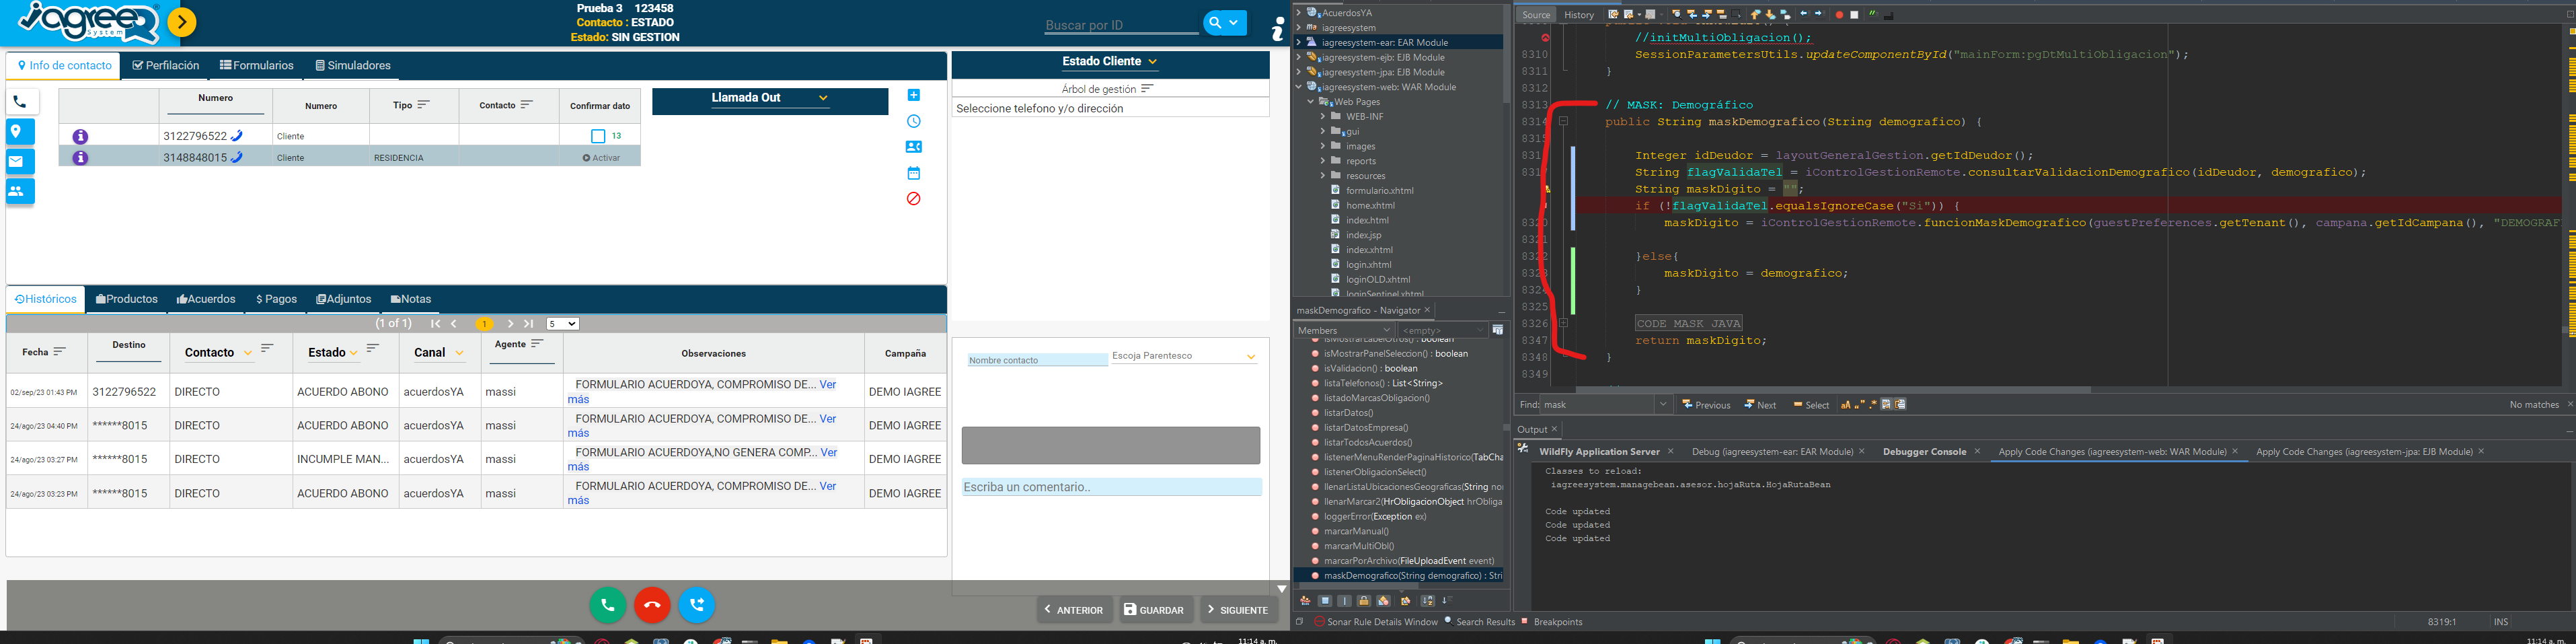 Jagree
System
Prueba 3 123458
Contacto : ESTADO
Estado: SIN GESTION
Buscar por ID
Info de contacto
Perfilación
Formularios
Simuladores
Numero
Numero
Tipo
Contacto
Confirmar dato
3122796522
Cliente
13
3148848015
Cliente
RESIDENCIA
Activar
Llamada Out
Estado Cliente
Árbol de gestión
Seleccione telefono y/o dirección
Históricos
Productos
Acuerdos
$ Pagos
Adjuntos
Notas
(1 of 1)
1
5
Fecha
Destino
Contacto
Estado
Canal
Agente
Observaciones
Campaña
02/sep/23 01:43 PM 3122796522 DIRECTO ACUERDO ABONO acuerdosYA massi FORMULARIO ACUERDOYA, COMPROMISO DE... Ver más DEMO IAGREE
24/ago/23 04:40 PM ******8015 DIRECTO ACUERDO ABONO acuerdosYA massi FORMULARIO ACUERDOYA, COMPROMISO DE... Ver más DEMO IAGREE
24/ago/23 03:27 PM ******8015 DIRECTO INCUMPLE MAN... acuerdosYA massi FORMULARIO ACUERDOYA,NO GENERA COMP... Ver más DEMO IAGREE
24/ago/23 03:23 PM ******8015 DIRECTO ACUERDO ABONO acuerdosYA massi FORMULARIO ACUERDOYA, COMPROMISO DE... Ver más DEMO IAGREE
Nombre contacto
Escoja Parentesco
Escriba un comentario..
ANTERIOR
GUARDAR
SIGUIENTE
11:14 a. m.
AcuerdosYA
iagreesystem
iagreesystem-ear: EAR Module
iagreesystem-ejb: EJB Module
iagreesystem-jpa: EJB Module
iagreesystem-web: WAR Module
Web Pages
WEB-INF
gui
images
reports
resources
formulario.xhtml
home.xhtml
index.html
index.jsp
index.xhtml
login.xhtml
loginOLD.xhtml
loginSentinel.xhtml
maskDemografico - Navigator
Members
<empty>
isMostrarLabelOtros() : boolean
isMostrarPanelSeleccion() : boolean
isValidacion() : boolean
listaTelefonos() : List<String>
listadoMarcasObligacion()
listarDatos()
listarDatosEmpresa()
listarTodosAcuerdos()
listenerMenuRenderPaginaHistorico(TabCha
listenerObligacionSelect()
llenarListaUbicacionesGeograficas(String no
llenarMarcar2(HrObligacionObject hrObliga
loggerError(Exception ex)
marcarManual()
marcarMultiObl()
marcarPorArchivo(FileUploadEvent event)
maskDemografico(String demografico) : Stri
Source
History
//initMultiObligacion();
8310 SessionParametersUtils.updateComponentById("mainForm:pgDtMultiObligacion");
8311 }
8312
8313 // MASK: Demográfico
8314 public String maskDemografico(String demografico) {
8315
Integer idDeudor = layoutGeneralGestion.getIdDeudor();
String flagValidaTel = iControlGestionRemote.consultarValidacionDemografico(idDeudor, demografico);
String maskDigito = "";
if (!flagValidaTel.equalsIgnoreCase("Si")) {
8320 maskDigito = iControlGestionRemote.funcionMaskDemografico(guestPreferences.getTenant(), campana.getIdCampana(), "DEMOGRAF
8321
8322 }else{
8323 maskDigito = demografico;
8324 }
8325
8326 CODE MASK JAVA
8347 return maskDigito;
8348 }
8349
Find: mask
Previous
Next
Select
No matches
Output
WildFly Application Server
Debug (iagreesystem-ear: EAR Module)
Debugger Console
Apply Code Changes (iagreesystem-web: WAR Module)
Apply Code Changes (iagreesystem-jpa: EJB Module)
Classes to reload:
iagreesystem.managebean.asesor.hojaRuta.HojaRutaBean
Code updated
Code updated
Code updated
Sonar Rule Details Window
Search Results
Breakpoints
8319:1
INS
11:14 a. m.